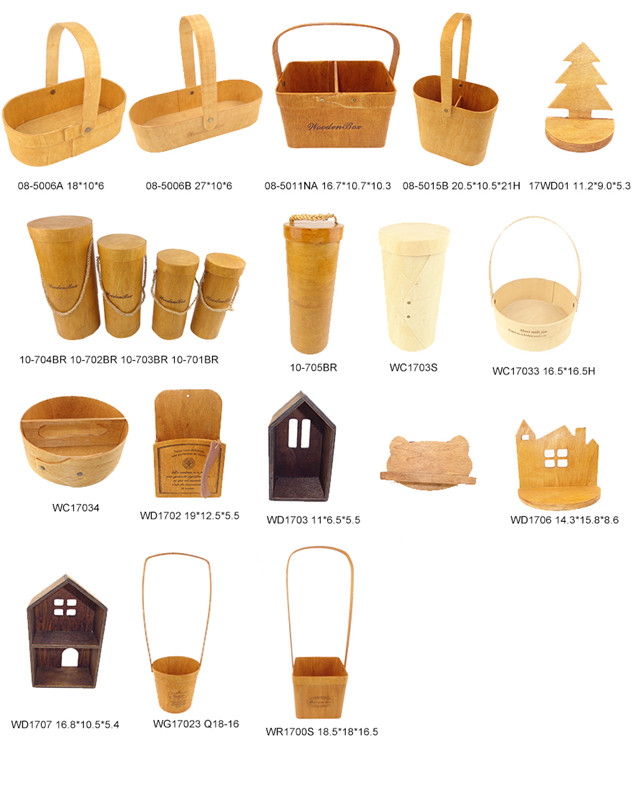 WoodenBox
08-5006A 18*10*6
08-5006B 27*10*6
08-5011NA 16.7*10.7*10.3
08-5015B 20.5*10.5*21H
17WD01 11.2*9.0*5.3
WoodenBox
WoodenBox
10-704BR 10-702BR 10-703BR 10-701BR
10-705BR
WC1703S
WC17033 16.5*16.5H
WC17034
WD1702 19*12.5*5.5
WD1703 11*6.5*5.5
WD1706 14.3*15.8*8.6
WD1707 16.8*10.5*5.4
WG17023 Q18-16
WR1700S 18.5*18*16.5